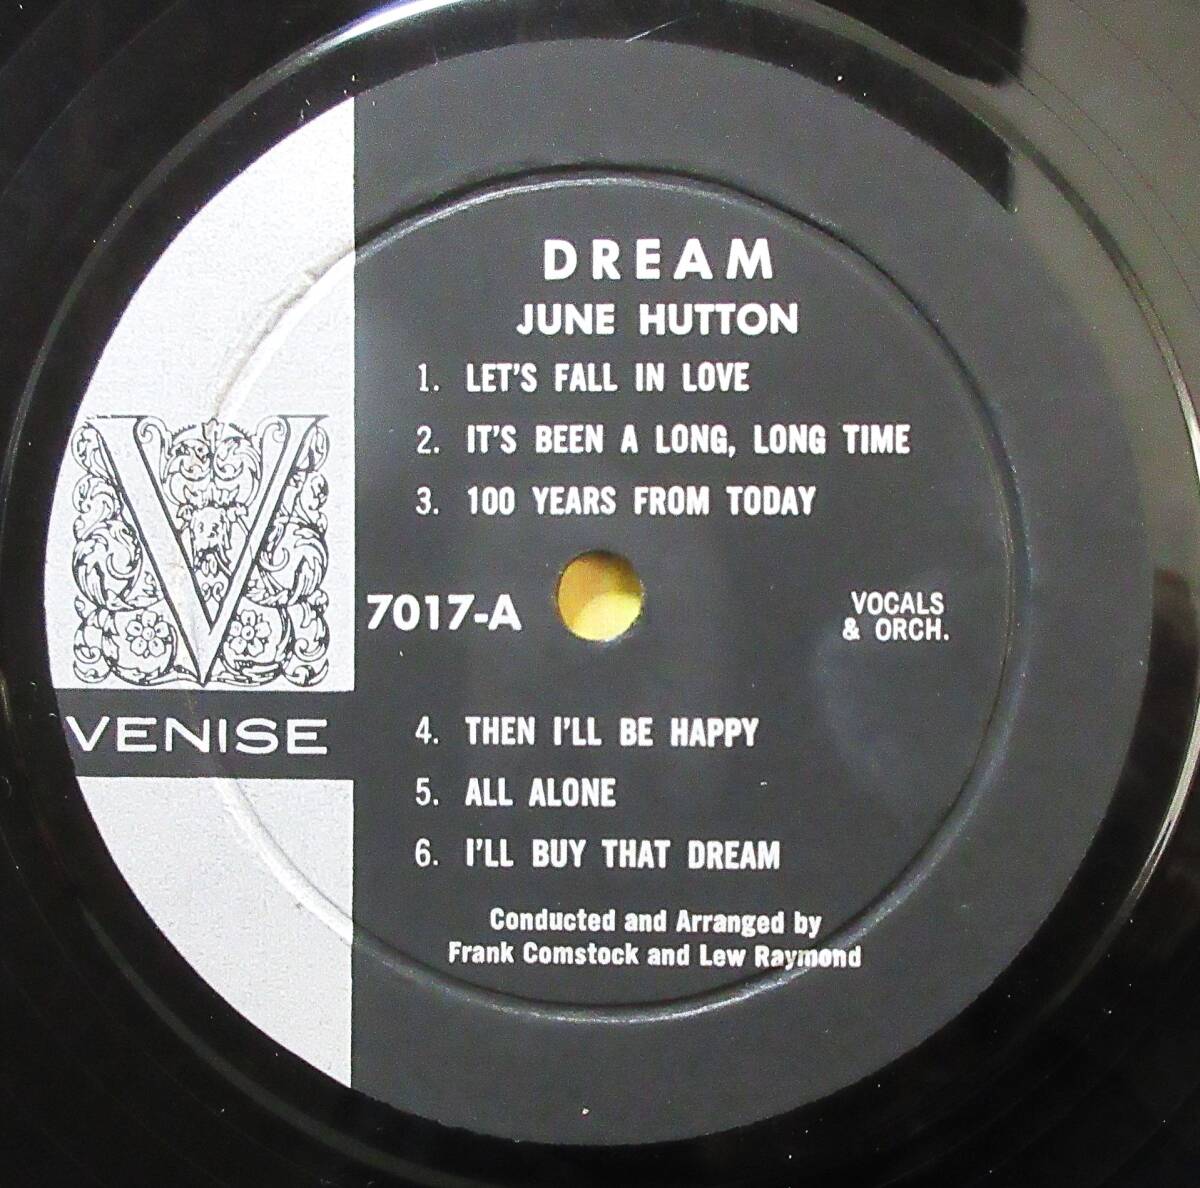 DREAM
JUNE HUTTON
1. LET'S FALL IN LOVE
2. IT'S BEEN A LONG, LONG TIME
3. 100 YEARS FROM TODAY
V
7017-A
VOCALS
& ORCH.
VENISE
4. THEN I'LL BE HAPPY
5. ALL ALONE
6. I'LL BUY THAT DREAM
Conducted and Arranged by
Frank Comstock and Lew Raymond